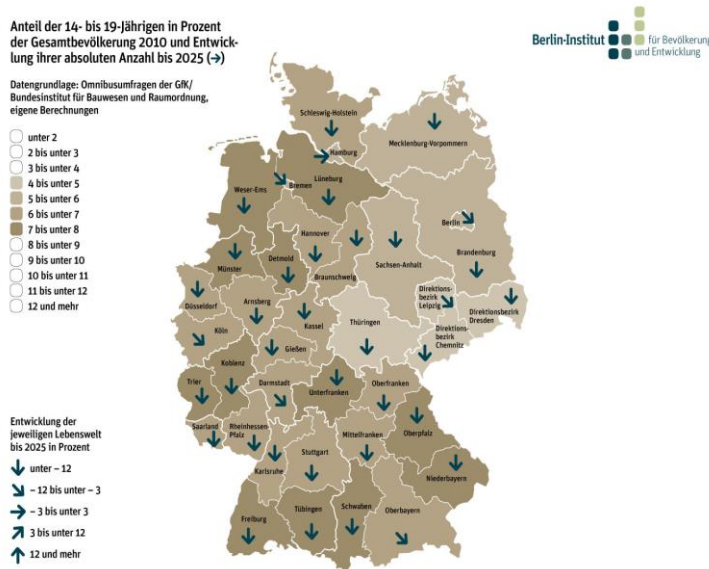 Anteil der 14- bis 19-Jährigen in Prozent
der Gesamtbevölkerung 2010 und Entwick-
lung ihrer absoluten Anzahl bis 2025 (→)
Berlin-Institut
für Bevölkerung
und Entwicklung
Datengrundlage: Omnibusumfragen der GfK/
Bundesinstitut für Bauwesen und Raumordnung,
eigene Berechnungen
unter 2
2 bis unter 3
3 bis unter 4
4 bis unter 5
5 bis unter 6
6 bis unter 7
7 bis unter 8
8 bis unter 9
9 bis unter 10
10 bis unter 11
11 bis unter 12
12 und mehr
Schleswig-Holstein
Mecklenburg-Vorpommern
Hamburg
Bremen
Lüneburg
Weser-Ems
Berlin
Hannover
Brandenburg
Münster
Detmold
Braunschweig
Sachsen-Anhalt
Düsseldorf
Arnsberg
Kassel
Direktions-
bezirk
Leipzig
Direktionsbezirk
Dresden
Thüringen
Direktions-
bezirk
Chemnitz
Köln
Gießen
Koblenz
Trier
Darmstadt
Unterfranken
Oberfranken
Saarland
Rheinhessen
Pfalz
Mittelfranken
Oberpfalz
Karlsruhe
Stuttgart
Niederbayern
Freiburg
Tübingen
Schwaben
Oberbayern
Entwicklung der
jeweiligen Lebenswelt
bis 2025 in Prozent
unter – 12
– 12 bis unter – 3
– 3 bis unter 3
3 bis unter 12
12 und mehr